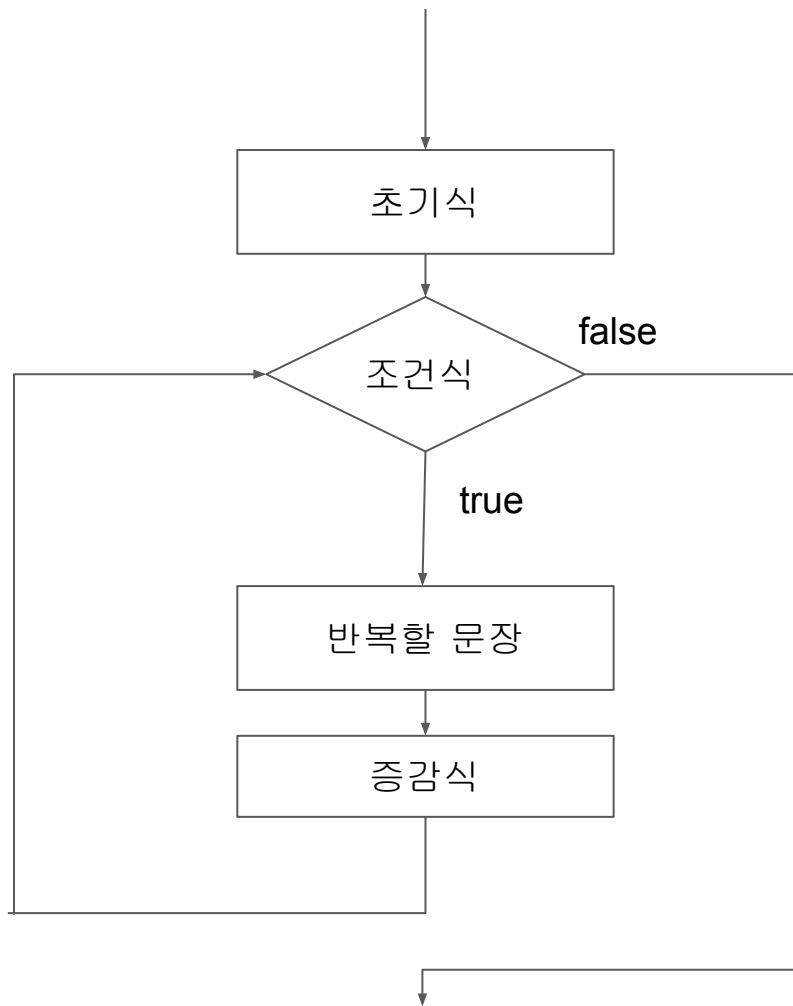 초기식
조건식
false
true
반복할 문장
증감식